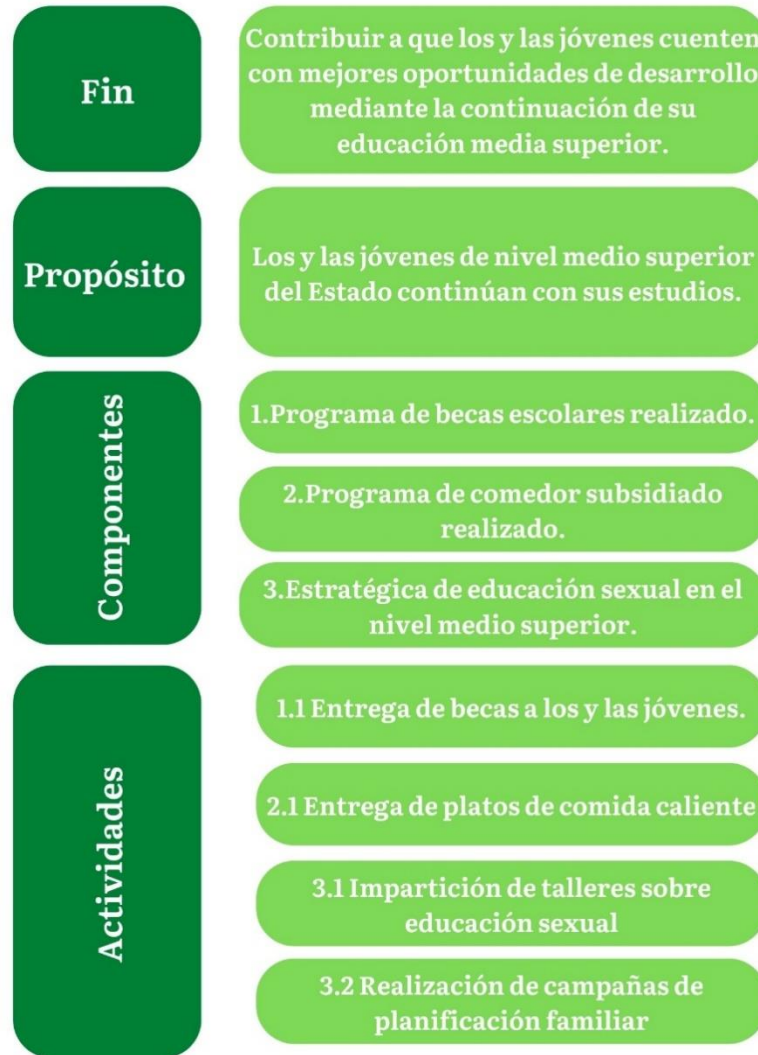 Fin
Contribuir a que los y las jóvenes cuenten
con mejores oportunidades de desarrollo
mediante la continuación de su
educación media superior.
Propósito
Los y las jóvenes de nivel medio superior
del Estado continúan con sus estudios.
Componentes
1.Programa de becas escolares realizado.
2.Programa de comedor subsidiado
realizado.
3.Estratégica de educación sexual en el
nivel medio superior.
Actividades
1.1 Entrega de becas a los y las jóvenes.
2.1 Entrega de platos de comida caliente
3.1 Impartición de talleres sobre
educación sexual
3.2 Realización de campañas de
planificación familiar